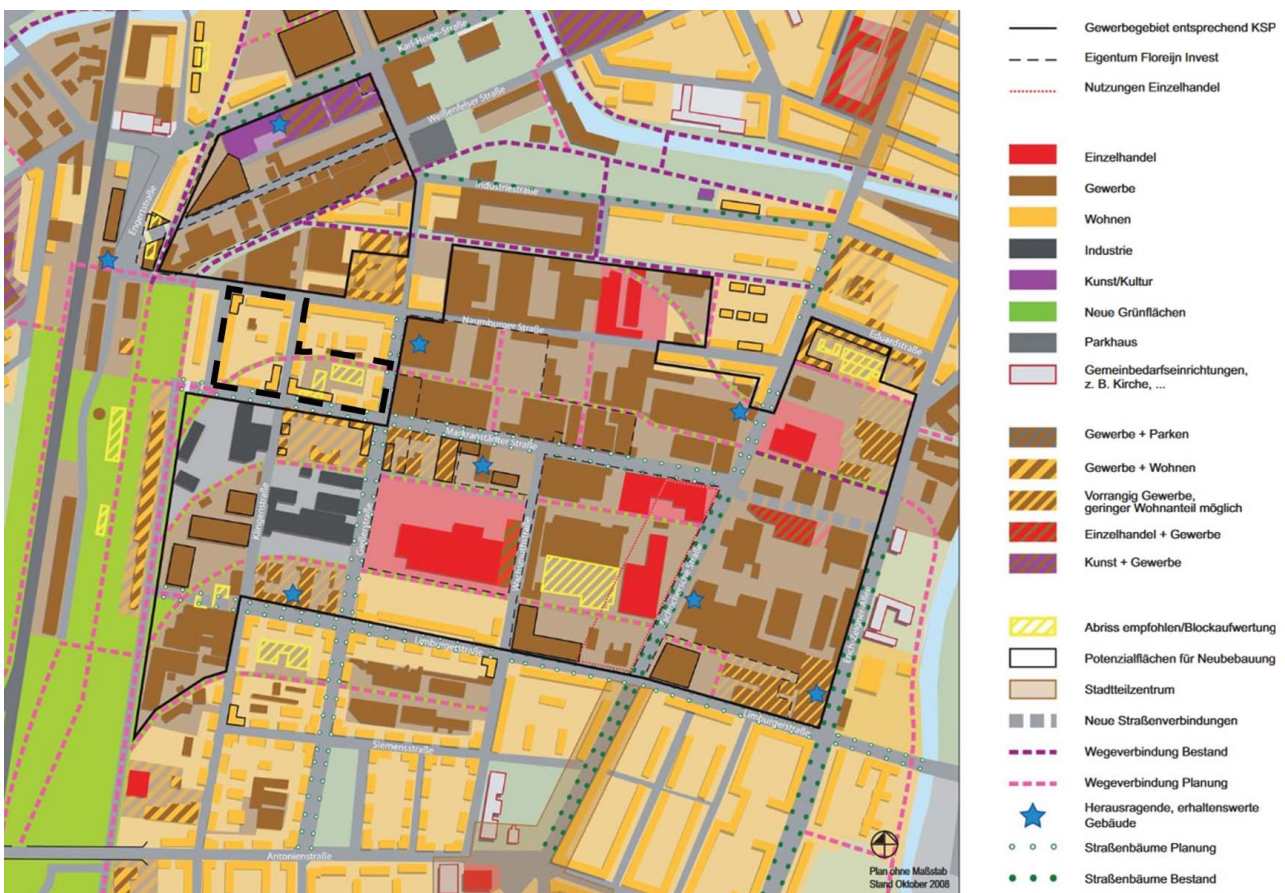 Karl-Heine-Straße
Weißenfelser Straße
Engertstraße
Industriestraße
Naumburger Straße
Eduardstraße
Markranstädter Straße
Klingenstraße
Gießerstraße
Zschochersche Straße
Limburgerstraße
Limburgerstraße
Siemensstraße
Antonienstraße
Plan ohne Maßstab
Stand Oktober 2008
Gewerbegebiet entsprechend KSP
Eigentum Floreijn Invest
Nutzungen Einzelhandel
Einzelhandel
Gewerbe
Wohnen
Industrie
Kunst/Kultur
Neue Grünflächen
Parkhaus
Gemeinbedarfseinrichtungen,
z. B. Kirche, ...
Gewerbe + Parken
Gewerbe + Wohnen
Vorrangig Gewerbe,
geringer Wohnanteil möglich
Einzelhandel + Gewerbe
Kunst + Gewerbe
Abriss empfohlen/Blockaufwertung
Potenzialflächen für Neubebauung
Stadtteilzentrum
Neue Straßenverbindungen
Wegeverbindung Bestand
Wegeverbindung Planung
Herausragende, erhaltenswerte
Gebäude
Straßenbäume Planung
Straßenbäume Bestand